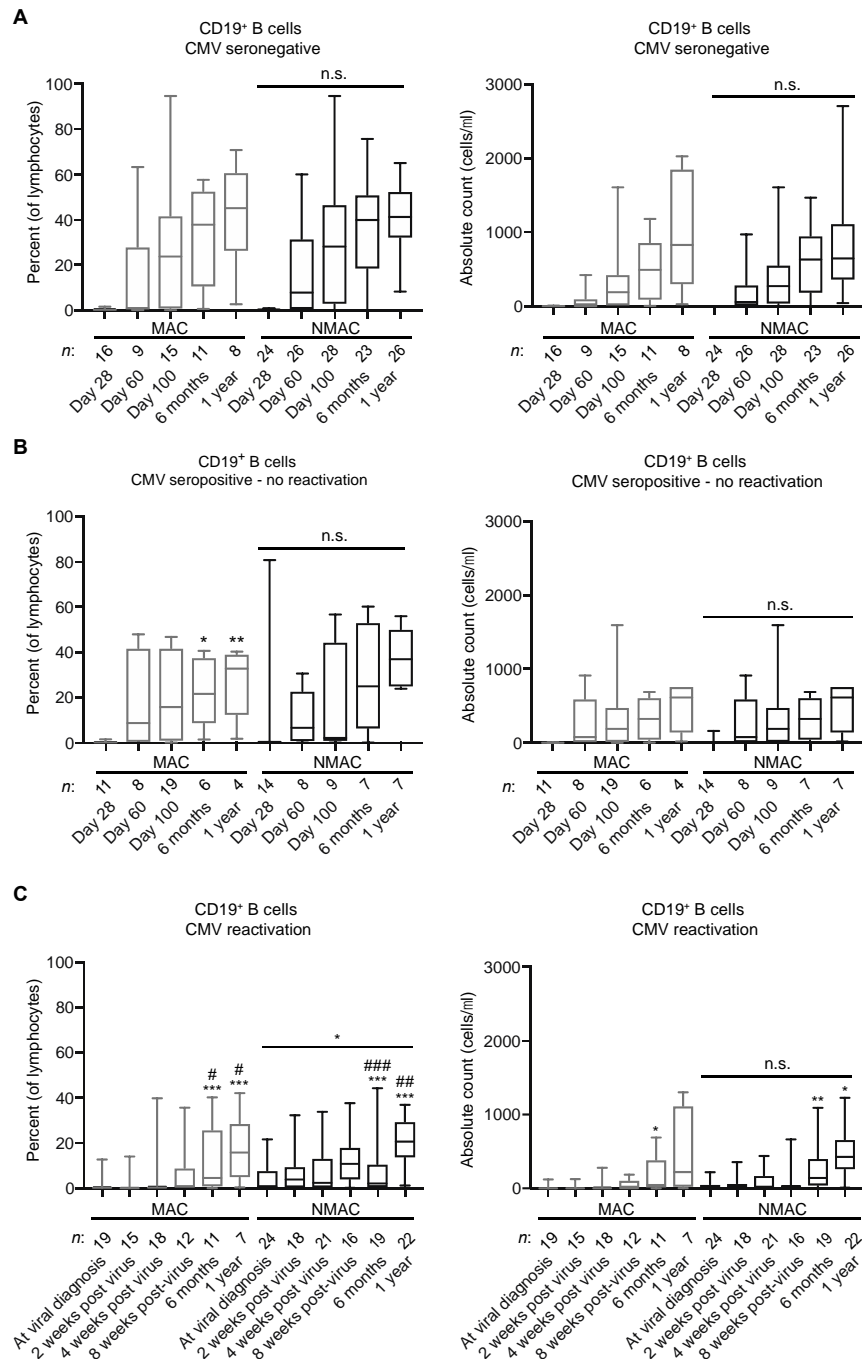 A
CD19⁺ B cells
CMV seronegative
Percent (of lymphocytes)
100
80
60
40
20
0
n.s.
MAC
NMAC
n: 16 9 15 11 8 24 26 28 23 26
Day 28 Day 60 Day 100 6 months 1 year Day 28 Day 60 Day 100 6 months 1 year
CD19⁺ B cells
CMV seronegative
Absolute count (cells/ml)
3000
2000
1000
0
n.s.
MAC
NMAC
16 9 15 11 8 24 26 28 23 26
Day 28 Day 60 Day 100 6 months 1 year Day 28 Day 60 Day 100 6 months 1 year
B
CD19⁺ B cells
CMV seropositive - no reactivation
Percent (of lymphocytes)
100
80
60
40
20
0
* **
n.s.
MAC
NMAC
n: 11 8 19 6 4 14 8 9 7 7
Day 28 Day 60 Day 100 6 months 1 year Day 28 Day 60 Day 100 6 months 1 year
CD19⁺ B cells
CMV seropositive - no reactivation
Absolute count (cells/ml)
3000
2000
1000
0
n.s.
MAC
NMAC
n: 11 8 19 6 4 14 8 9 7 7
Day 28 Day 60 Day 100 6 months 1 year Day 28 Day 60 Day 100 6 months 1 year
C
CD19⁺ B cells
CMV reactivation
Percent (of lymphocytes)
100
80
60
40
20
0
*
# # ### ##
*** *** *** ***
MAC
NMAC
n: 19 15 18 12 11 7 24 18 21 16 19 22
At viral diagnosis 2 weeks post virus 4 weeks post virus 8 weeks post-virus 6 months 1 year At viral diagnosis 2 weeks post virus 4 weeks post virus 8 weeks post-virus 6 months 1 year
CD19⁺ B cells
CMV reactivation
Absolute count (cells/ml)
3000
2000
1000
0
n.s.
* ** *
MAC
NMAC
n: 19 15 18 12 11 7 24 18 21 16 19 22
At viral diagnosis 2 weeks post virus 4 weeks post virus 8 weeks post-virus 6 months 1 year At viral diagnosis 2 weeks post virus 4 weeks post virus 8 weeks post-virus 6 months 1 year